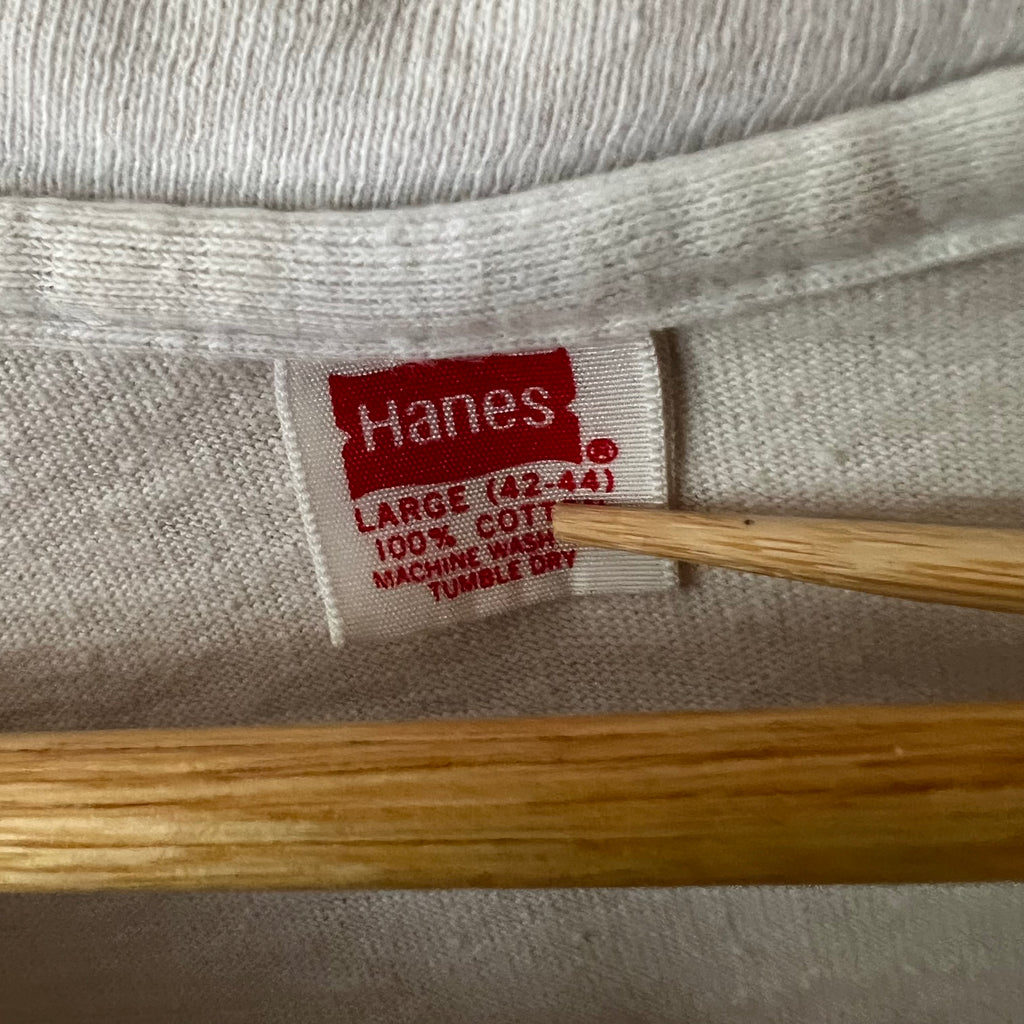 Hanes®
LARGE (42-44)
100% COTT
MACHINE WASH
TUMBLE DRY